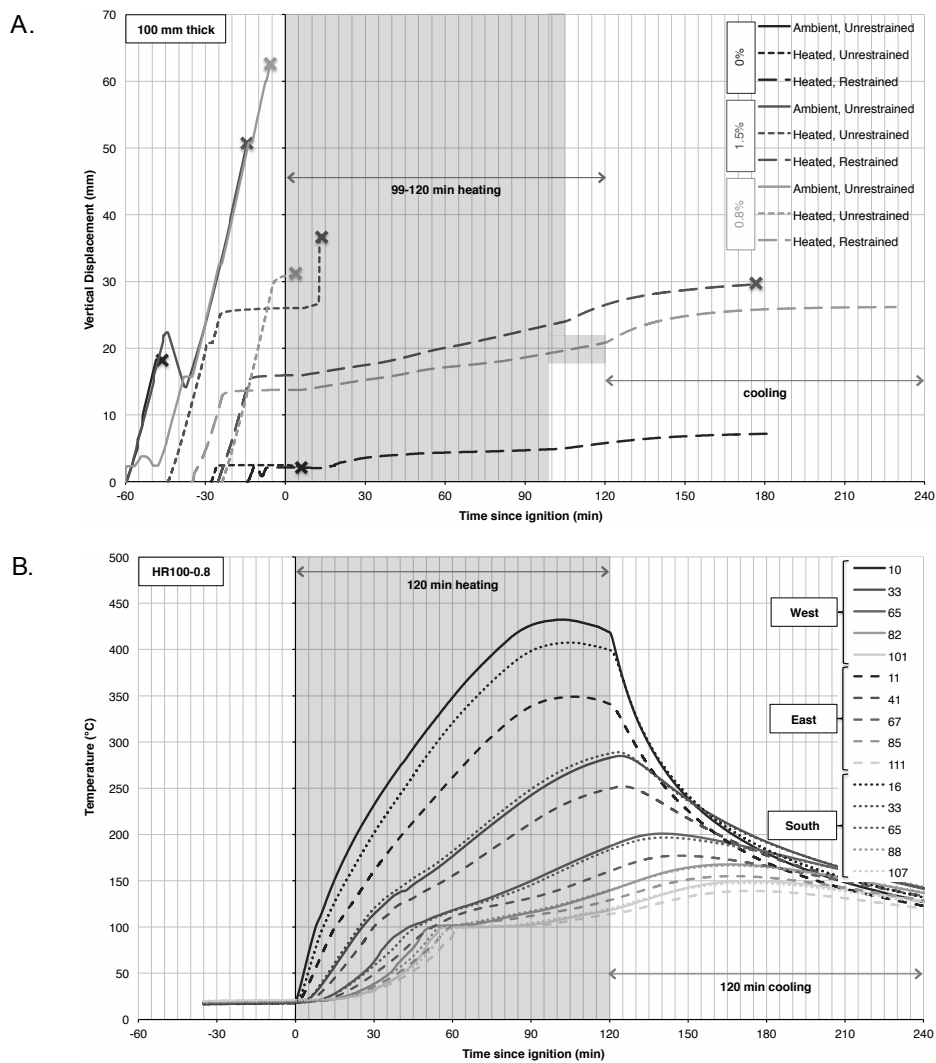 A.
100 mm thick
70
60
50
40
30
20
10
0
Vertical Displacement (mm)
-60 -30 0 30 60 90 120 150 180 210 240
Time since ignition (min)
99-120 min heating
cooling
0%
Ambient, Unrestrained
Heated, Unrestrained
Heated, Restrained
1.5%
Ambient, Unrestrained
Heated, Unrestrained
Heated, Restrained
0.8%
Ambient, Unrestrained
Heated, Unrestrained
Heated, Restrained
B.
HR100-0.8
500
450
400
350
300
250
200
150
100
50
0
Temperature (°C)
-60 -30 0 30 60 90 120 150 180 210 240
Time since ignition (min)
120 min heating
120 min cooling
West
10
33
65
82
101
East
11
41
67
85
111
South
16
33
65
88
107